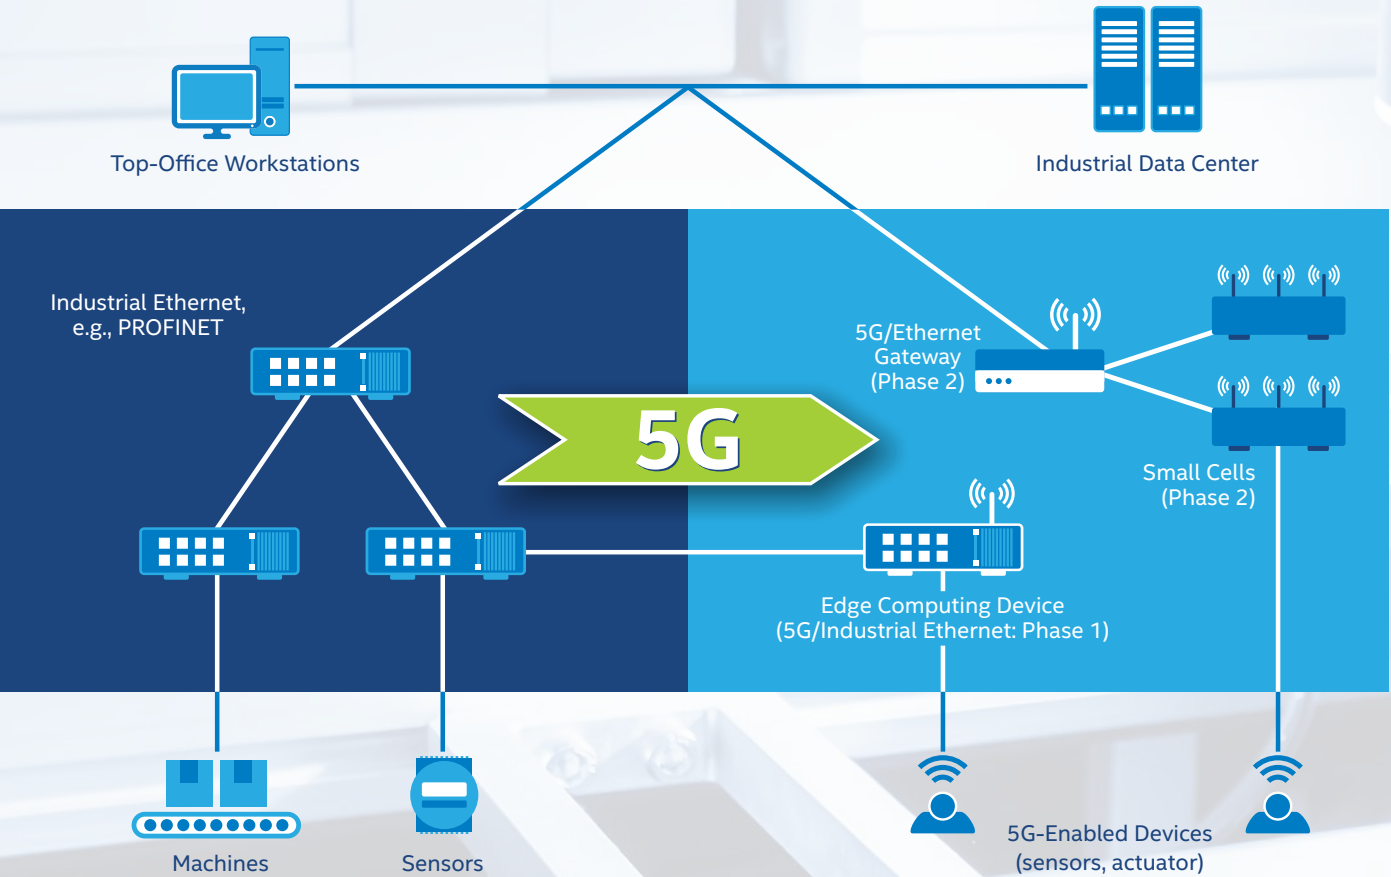 Top-Office Workstations
Industrial Data Center
Industrial Ethernet,
e.g., PROFINET
5G/Ethernet
Gateway
(Phase 2)
5G
Small Cells
(Phase 2)
Edge Computing Device
(5G/Industrial Ethernet: Phase 1)
Machines
Sensors
5G-Enabled Devices
(sensors, actuator)